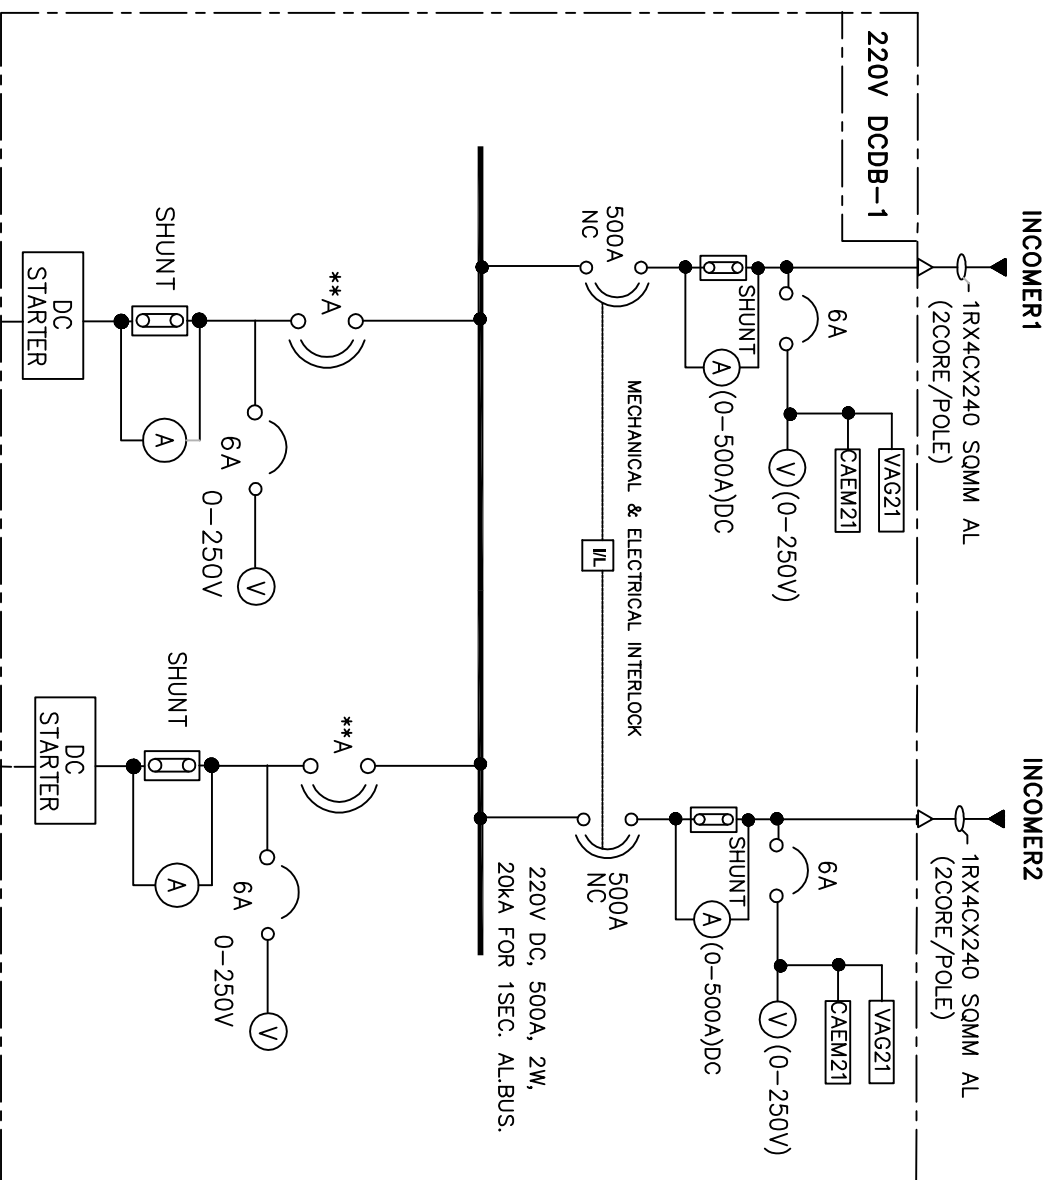 INCOMER1
INCOMER2
1RX4CX240 SQMM AL
(2CORE/POLE)
1RX4CX240 SQMM AL
(2CORE/POLE)
220V DCDB-1
VAG21
CAEM21
6A
V
(0-250V)
SHUNT
A
(0-500A)DC
500A
NC
VAG21
CAEM21
6A
V
(0-250V)
SHUNT
A
(0-500A)DC
500A
NC
MECHANICAL & ELECTRICAL INTERLOCK
I/L
220V DC, 500A, 2W,
20kA FOR 1SEC. AL.BUS.
**A
6A
V
0-250V
SHUNT
A
DC
STARTER
**A
6A
V
0-250V
SHUNT
A
DC
STARTER